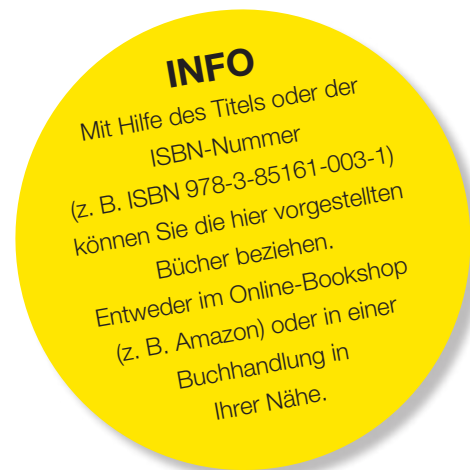 INFO
Mit Hilfe des Titels oder der
ISBN-Nummer
(z. B. ISBN 978-3-85161-003-1)
können Sie die hier vorgestellten
Bücher beziehen.
Entweder im Online-Bookshop
(z. B. Amazon) oder in einer
Buchhandlung in
Ihrer Nähe.